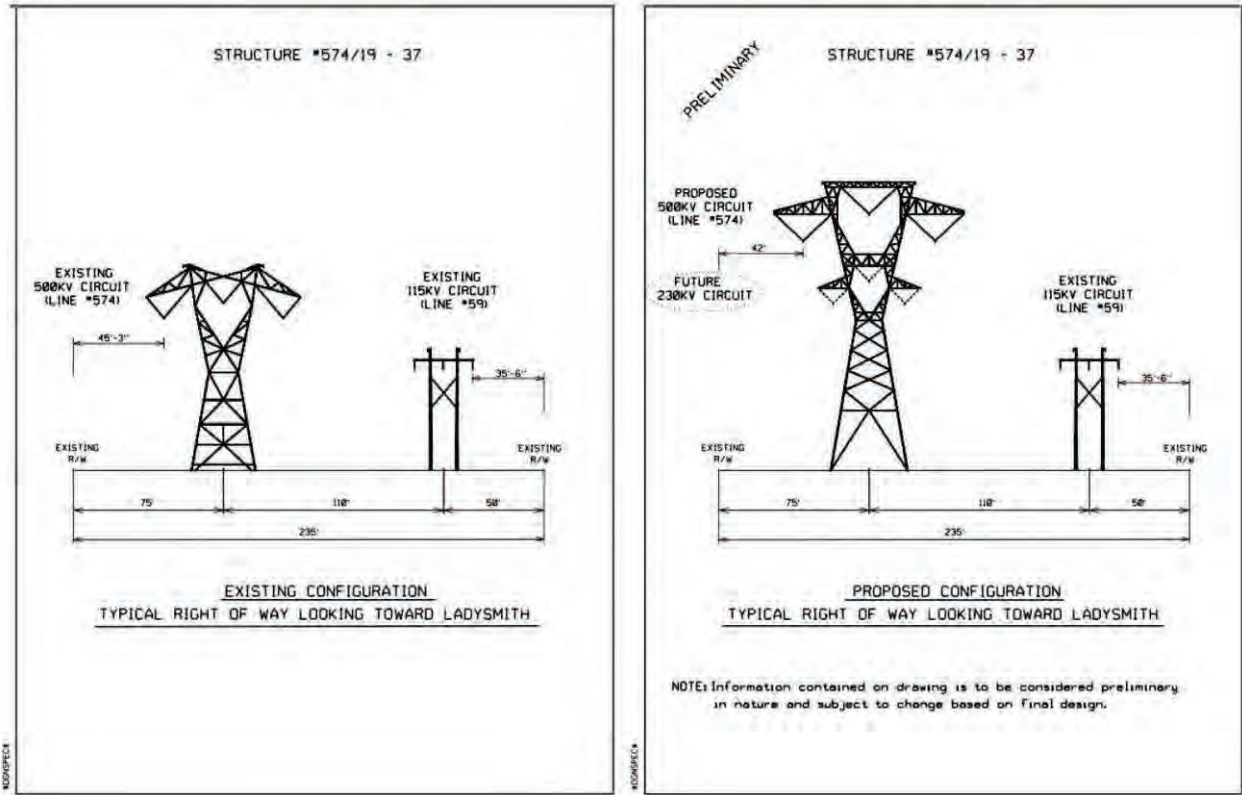 STRUCTURE #574/19 - 37
EXISTING
500KV CIRCUIT
(LINE #574)
EXISTING
115KV CIRCUIT
(LINE #59)
45'-3"
35'-6"
EXISTING
R/W
EXISTING
R/W
75'
110'
50'
235'
EXISTING CONFIGURATION
TYPICAL RIGHT OF WAY LOOKING TOWARD LADYSMITH
STRUCTURE #574/19 - 37
PRELIMINARY
PROPOSED
500KV CIRCUIT
(LINE #574)
42'
FUTURE
230KV CIRCUIT
EXISTING
115KV CIRCUIT
(LINE #59)
35'-6"
EXISTING
R/W
EXISTING
R/W
75'
110'
50'
235'
PROPOSED CONFIGURATION
TYPICAL RIGHT OF WAY LOOKING TOWARD LADYSMITH
NOTE: Information contained on drawing is to be considered preliminary
in nature and subject to change based on final design.